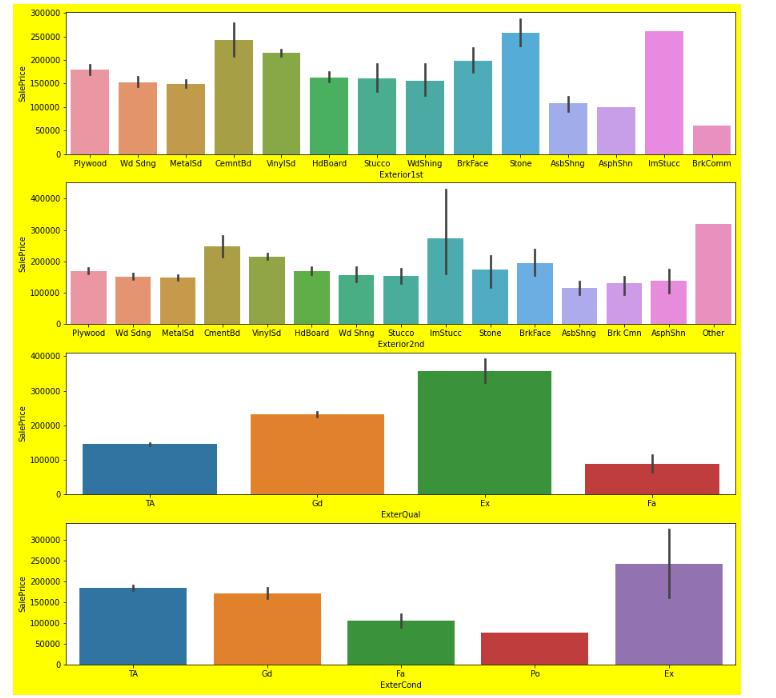 300000
250000
200000
150000
100000
50000
0
SalePrice
Plywood Wd Sdng MetalSd CemntBd VinylSd HdBoard Stucco WdShing BrkFace Stone AsbShng AsphShn ImStucc BrkComm
Exterior1st
400000
300000
200000
100000
0
SalePrice
Plywood Wd Sdng MetalSd CmentBd VinylSd HdBoard Wd Shng Stucco ImStucc Stone BrkFace AsbShng Brk Cmn AsphShn Other
Exterior2nd
400000
300000
200000
100000
0
SalePrice
TA Gd Ex Fa
ExterQual
300000
250000
200000
150000
100000
50000
0
SalePrice
TA Gd Fa Po Ex
ExterCond